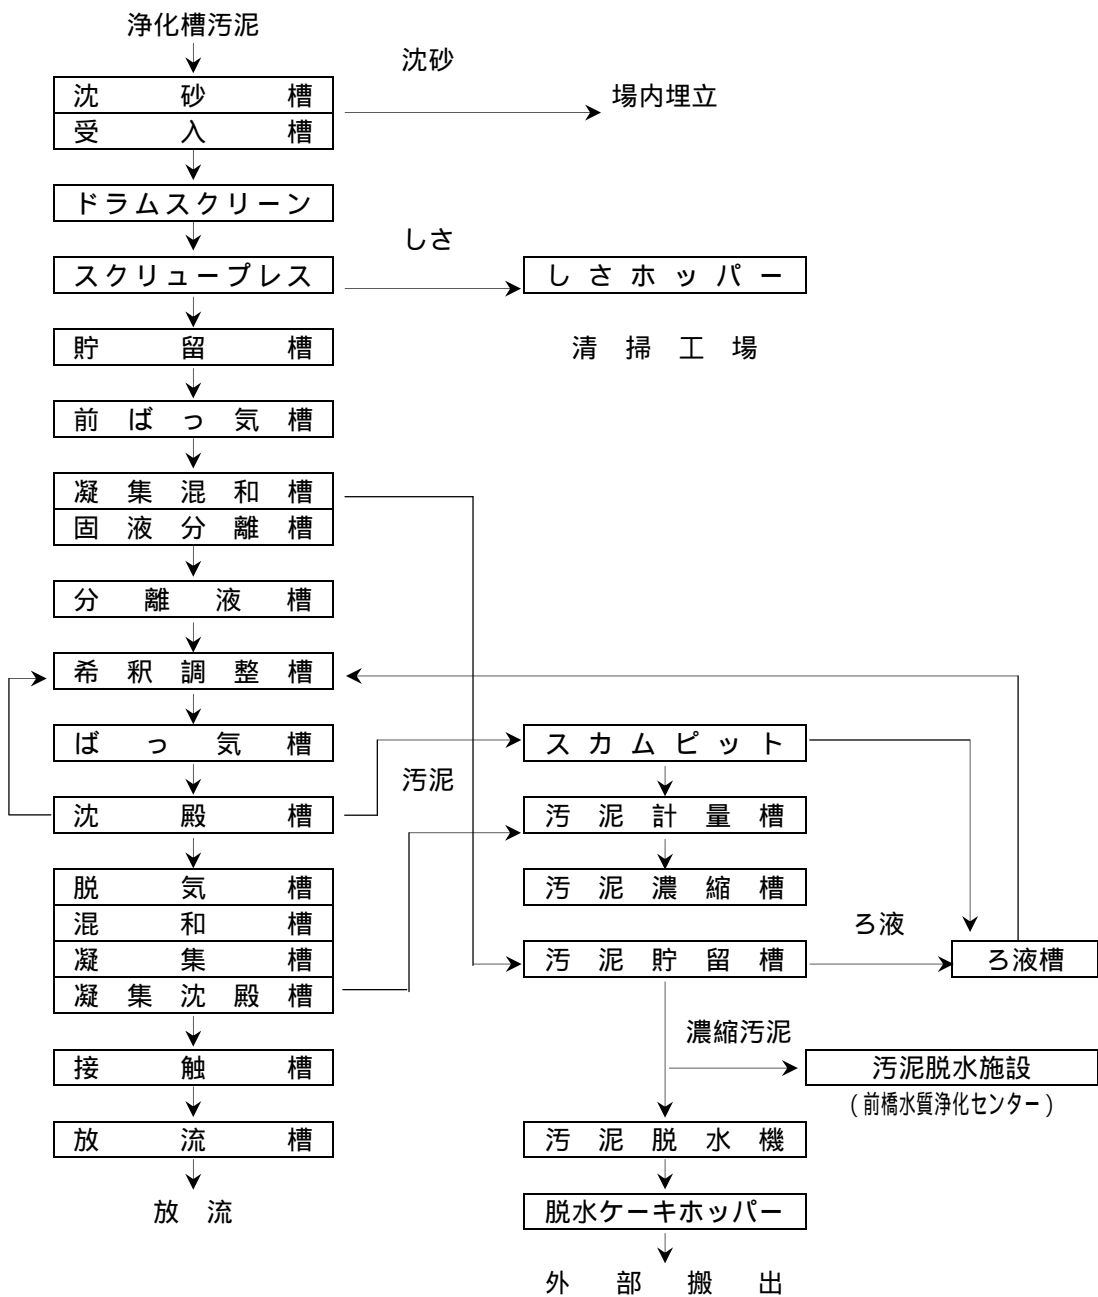 浄化槽汚泥
沈砂
沈砂槽
場内埋立
受入槽
ドラムスクリーン
しさ
スクリュープレス
しさホッパー
貯留槽
清掃工場
前ばっ気槽
凝集混和槽
固液分離槽
分離液槽
希釈調整槽
ばっ気槽
スカムピット
汚泥
沈殿槽
汚泥計量槽
脱気槽
汚泥濃縮槽
混和槽
ろ液
凝集槽
汚泥貯留槽
ろ液槽
凝集沈殿槽
濃縮汚泥
接触槽
汚泥脱水施設
(前橋水質浄化センター)
放流槽
汚泥脱水機
放流
脱水ケーキホッパー
外部搬出